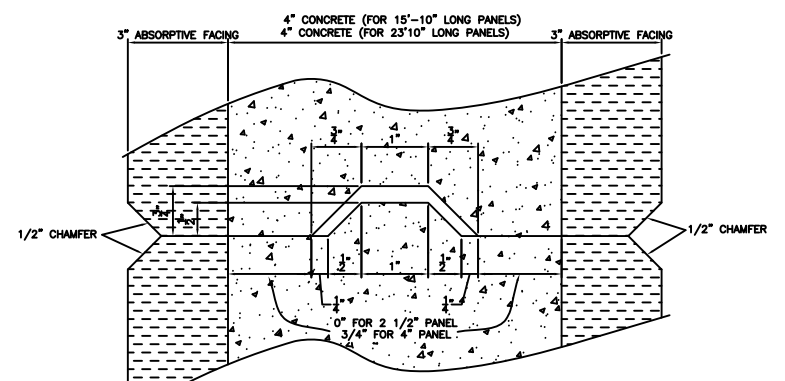 4" CONCRETE (FOR 15'-10" LONG PANELS)
3" ABSORPTIVE FACING
4" CONCRETE (FOR 23'10" LONG PANELS)
3" ABSORPTIVE FACING
3/4" 1" 3/4"
1/2" CHAMFER
1/2" CHAMFER
1/2" 1" 1/2"
1/4" 1/4"
0" FOR 2 1/2" PANEL
3/4" FOR 4" PANEL